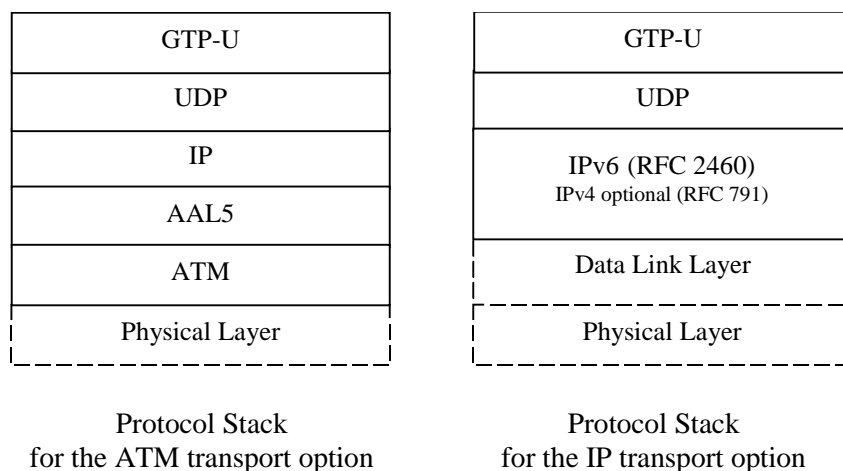 GTP-U
UDP
IP
AAL5
ATM
Physical Layer
Protocol Stack
for the ATM transport option
GTP-U
UDP
IPv6 (RFC 2460)
IPv4 optional (RFC 791)
Data Link Layer
Physical Layer
Protocol Stack
for the IP transport option